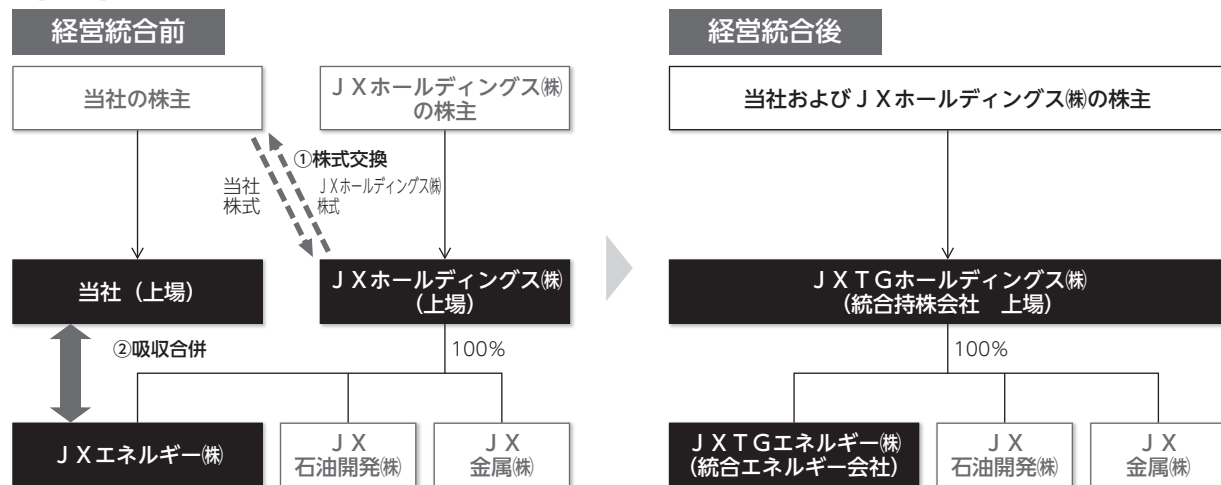 経営統合前
当社の株主
ＪＸホールディングス㈱
の株主
①株式交換
当社
株式
ＪＸホールディングス㈱
株式
当社（上場）
ＪＸホールディングス㈱
（上場）
②吸収合併
100%
ＪＸエネルギー㈱
ＪＸ
石油開発㈱
ＪＸ
金属㈱
経営統合後
当社およびＪＸホールディングス㈱の株主
ＪＸＴＧホールディングス㈱
（統合持株会社　上場）
100%
ＪＸＴＧエネルギー㈱
（統合エネルギー会社）
ＪＸ
石油開発㈱
ＪＸ
金属㈱